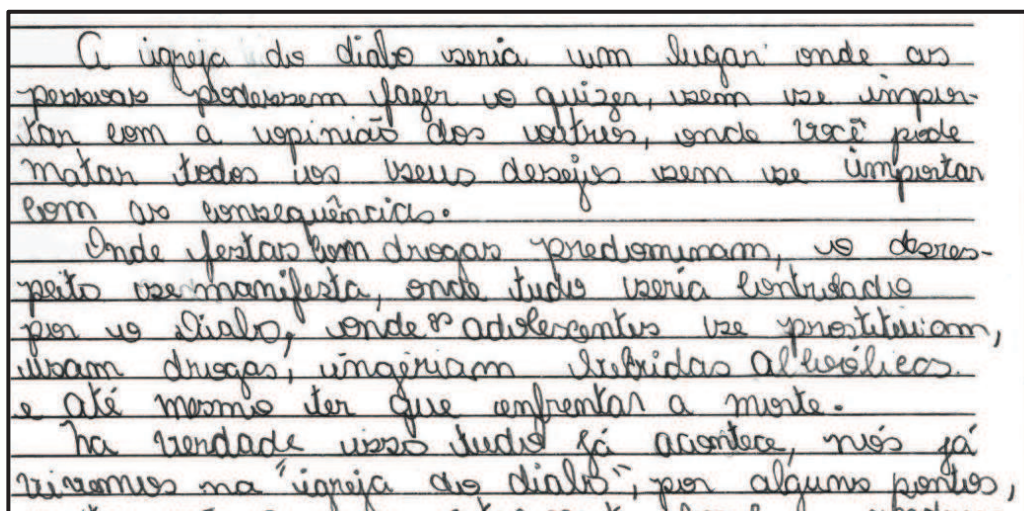 A igreja do diabo seria um lugar onde as
pessoas podessem fazer o quizer, sem se impor-
tar com a opinião dos outros, onde você pode
matar todos os seus desejos sem se importar
com as consequências.
Onde festas com drogas predominam, o desres-
peito se manifesta, onde tudo seria controlado
por o Diabo, onde os adolescentes se prostituiam,
usam drogas, ingeriam bebidas alcoólicas
e até mesmo ter que enfrentar a morte.
Na verdade isso tudo já acontece, nós já
vivemos na "igreja do diabo", por alguns pontos,